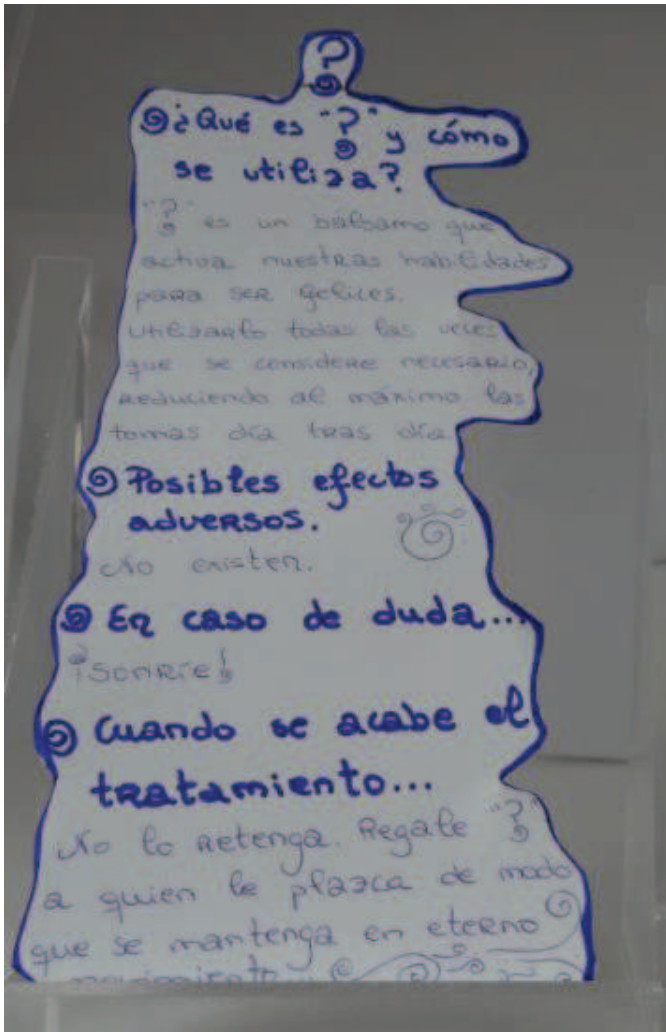 ?
¿Qué es "?" y cómo
se utiliza?
"?" es un bálsamo que
activa nuestras habilidades
para ser felices.
Utilizarlo todas las veces
que se considere necesario,
reduciendo al máximo las
tomas día tras día
Posibles efectos
adversos.
No existen.
En caso de duda...
¡Sonríe!
Cuando se acabe el
tratamiento...
No lo retenga. Regale "?"
a quien le plazca de modo
que se mantenga en eterno
movimiento